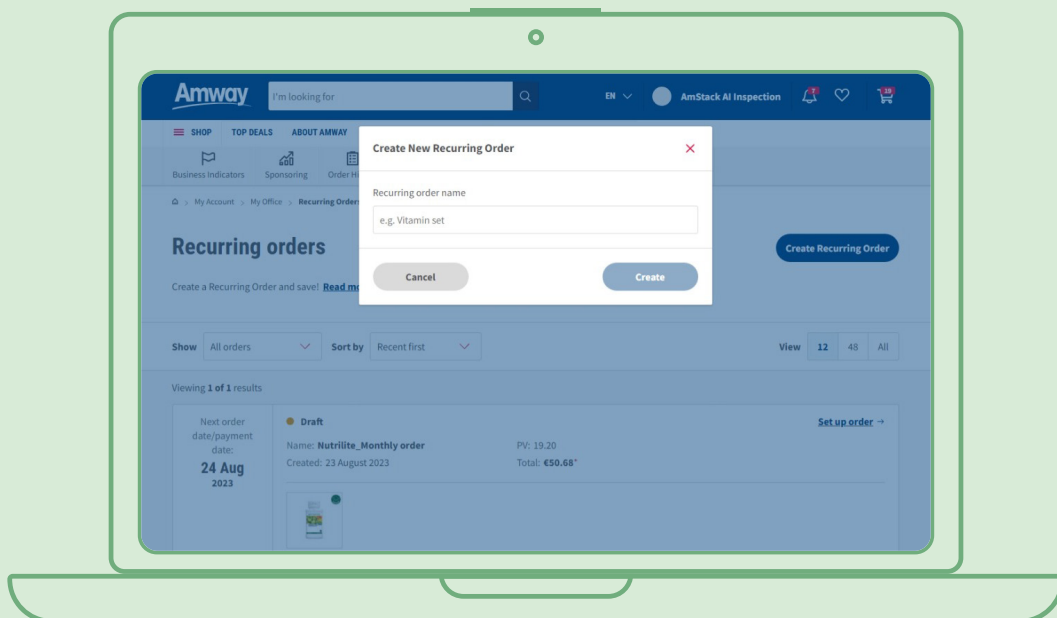 Amway
I'm looking for
EN
AmStack AI Inspection
7
19
SHOP TOP DEALS ABOUT AMWAY
Business Indicators Sponsoring Order Hi
My Account > My Office > Recurring Order
Create New Recurring Order
Recurring order name
e.g. Vitamin set
Cancel
Create
Recurring orders
Create Recurring Order
Create a Recurring Order and save! Read mo
Show All orders Sort by Recent first View 12 48 All
Viewing 1 of 1 results
Next order
date/payment
date:
24 Aug
2023
Draft
Set up order →
Name: Nutrilite_Monthly order PV: 19.20
Created: 23 August 2023 Total: €50.68*